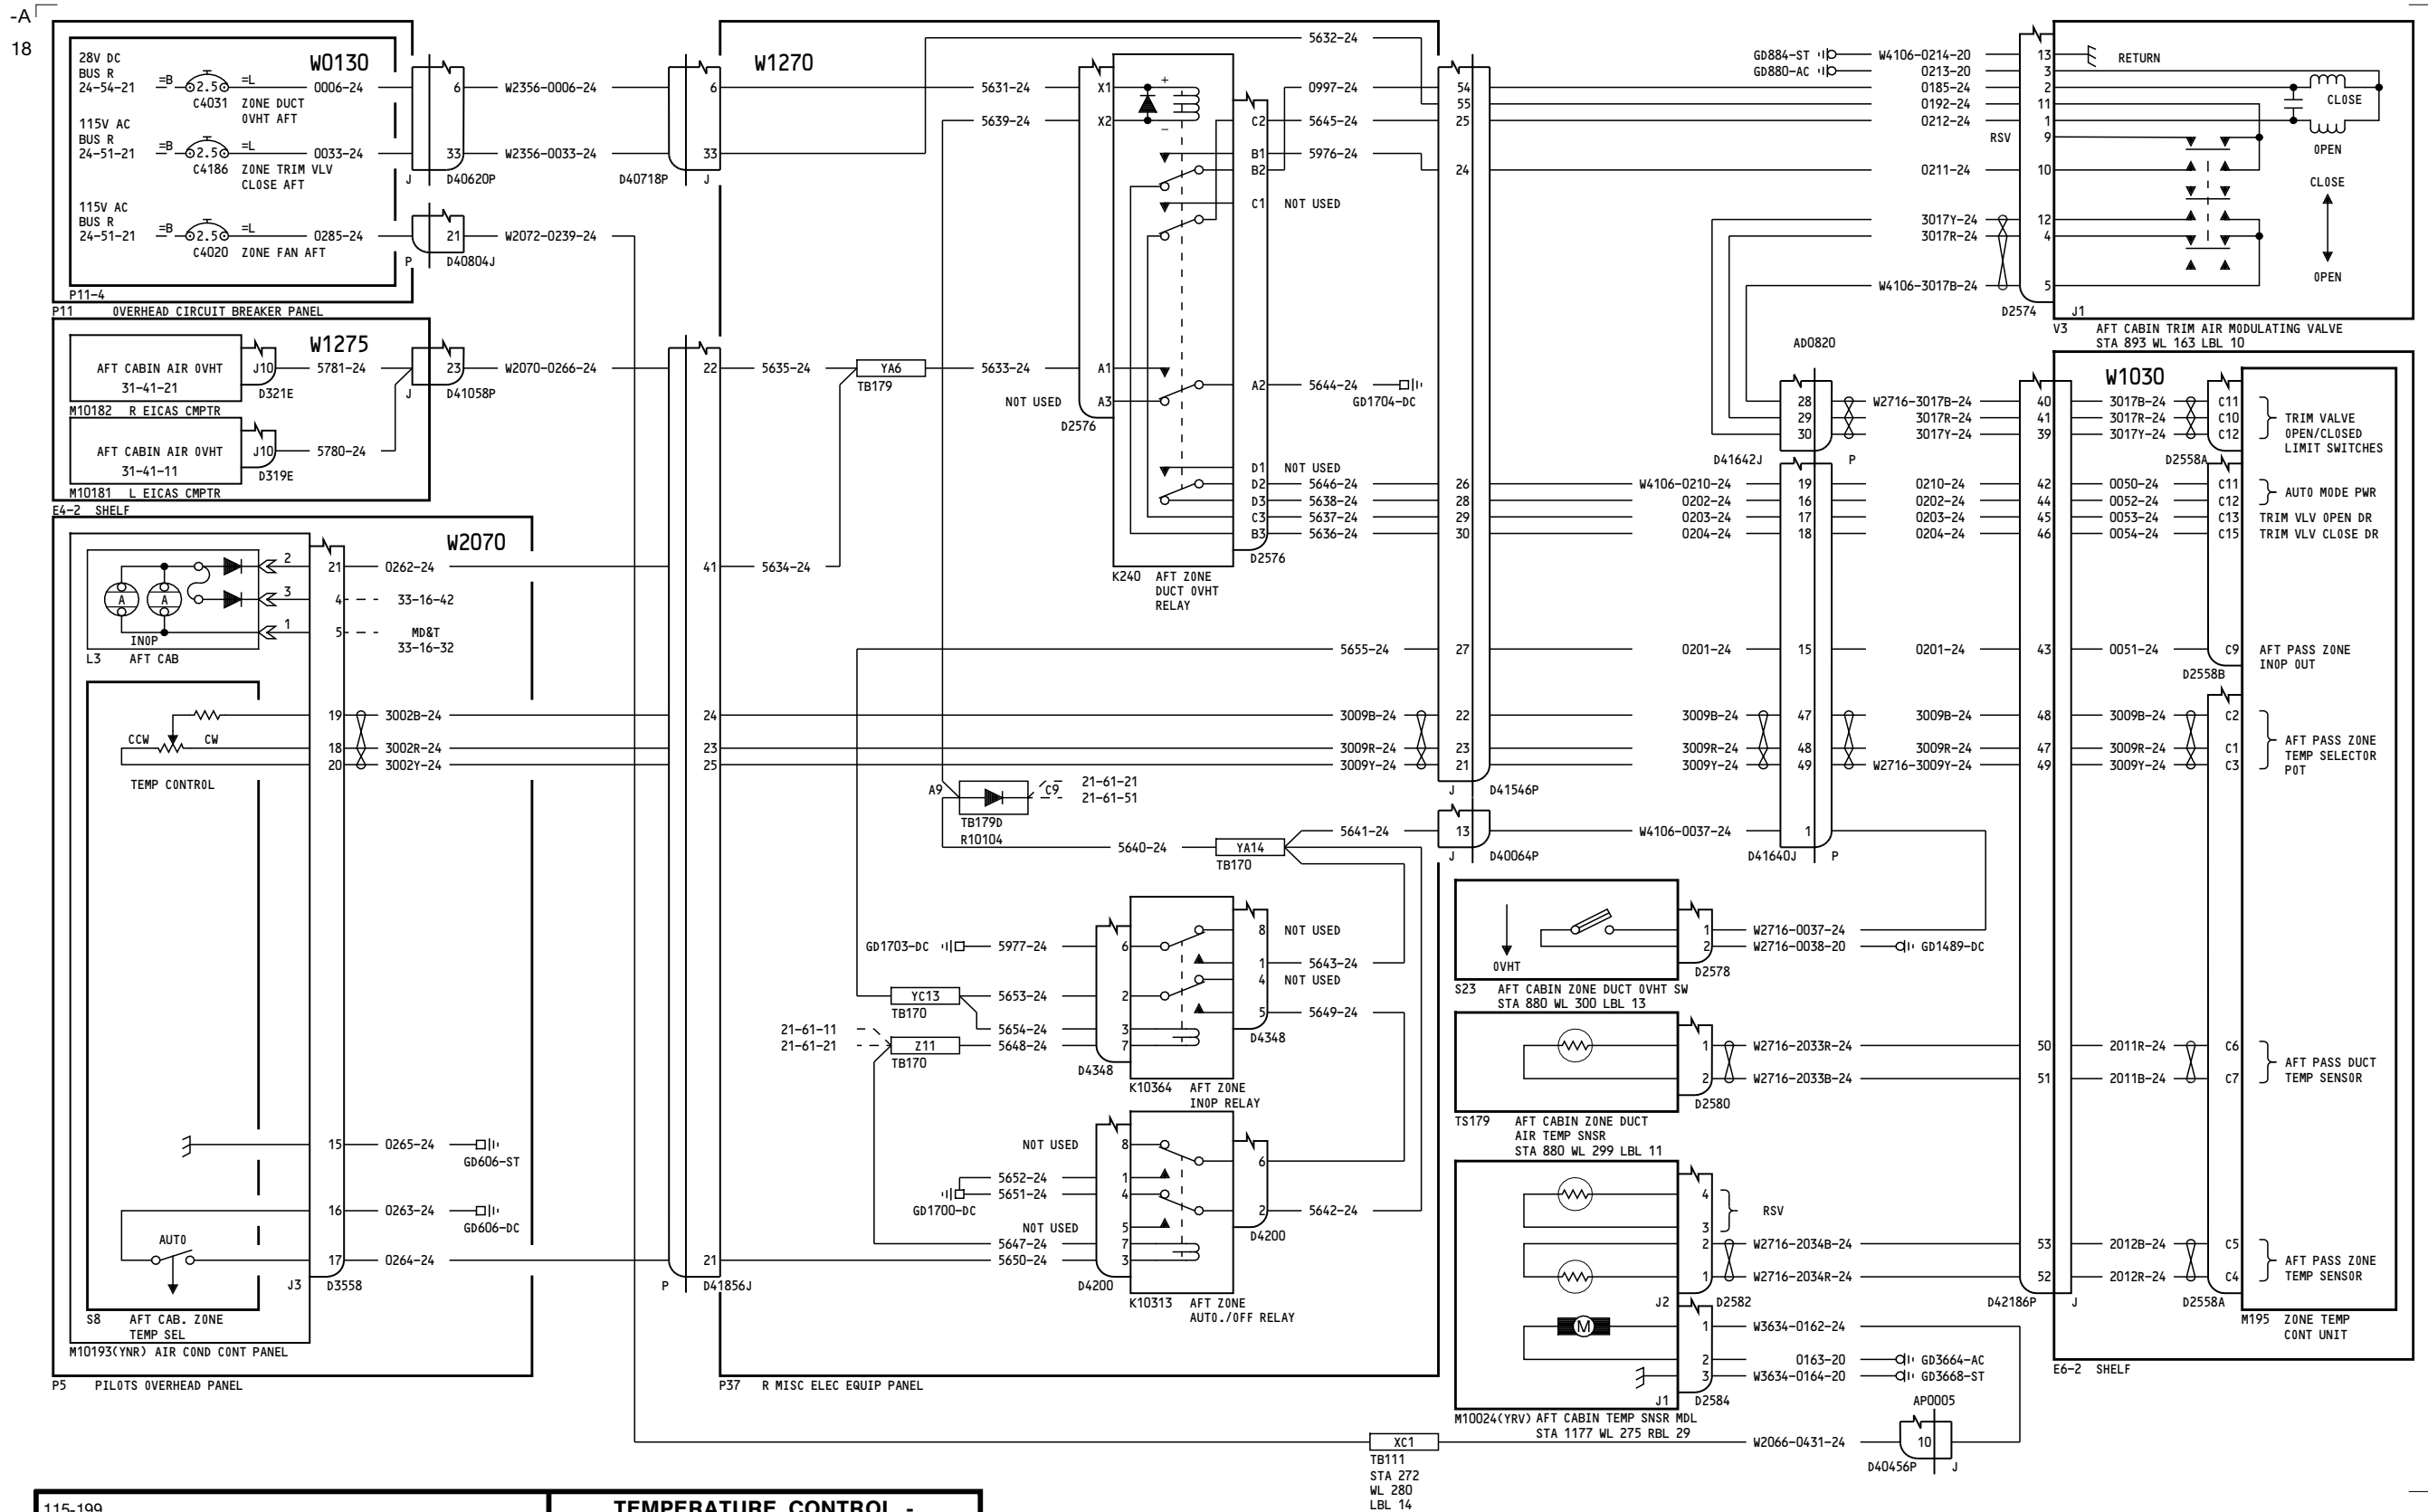 -A
18
28V DC
BUS R
24-54-21
=B
2.5
=L
C4031
ZONE DUCT
OVHT AFT
W0130
0006-24
115V AC
BUS R
24-51-21
=B
2.5
=L
C4186
ZONE TRIM VLV
CLOSE AFT
0033-24
115V AC
BUS R
24-51-21
=B
2.5
=L
C4020 ZONE FAN AFT
0285-24
P11-4
P11 OVERHEAD CIRCUIT BREAKER PANEL
6
33
J
D40620P
W2356-0006-24
W2356-0033-24
21
P
D40804J
W2072-0239-24
6
33
D40718P
J
W1275
AFT CABIN AIR OVHT
31-41-21
J10
D321E
5781-24
M10182 R EICAS CMPTR
AFT CABIN AIR OVHT
31-41-11
J10
D319E
5780-24
M10181 L EICAS CMPTR
E4-2 SHELF
23
J
D41058P
W2070-0266-24
W2070
2
3
1
A
A
INOP
L3 AFT CAB
21
4
5
0262-24
33-16-42
MD&T
33-16-32
CCW
CW
TEMP CONTROL
19
18
20
3002B-24
3002R-24
3002Y-24
15
0265-24
GD606-ST
16
0263-24
GD606-DC
AUTO
17
0264-24
J3
D3558
S8 AFT CAB. ZONE
TEMP SEL
M10193(YNR) AIR COND CONT PANEL
P5 PILOTS OVERHEAD PANEL
22
41
24
23
25
21
P
D41856J
W1270
5632-24
5631-24
5639-24
X1
X2
+
-
C2
B1
B2
C1 NOT USED
0997-24
5645-24
5976-24
5635-24
YA6
TB179
5633-24
A1
NOT USED
A3
D2576
A2
5644-24
GD1704-DC
5634-24
D1 NOT USED
D2
D3
C3
B3
5646-24
5638-24
5637-24
5636-24
D2576
K240 AFT ZONE
DUCT OVHT
RELAY
5655-24
3009B-24
3009R-24
3009Y-24
A9
C9
21-61-21
21-61-51
TB179D
R10104
5640-24
YA14
TB170
5641-24
GD1703-DC
5977-24
6
8 NOT USED
1
5643-24
4 NOT USED
YC13
TB170
5653-24
2
5
5649-24
5654-24
3
D4348
21-61-11
21-61-21
Z11
TB170
5648-24
7
D4348
K10364 AFT ZONE
INOP RELAY
NOT USED
8
6
5652-24
1
5651-24
4
GD1700-DC
2
5642-24
NOT USED
5
D4200
5647-24
7
5650-24
3
D4200
K10313 AFT ZONE
AUTO./OFF RELAY
P37 R MISC ELEC EQUIP PANEL
54
55
25
24
26
28
29
30
27
22
23
21
J
D41546P
13
J
D40064P
W4106-0037-24
GD884-ST
W4106-0214-20
GD880-AC
0213-20
0185-24
0192-24
0212-24
RSV
0211-24
3017Y-24
3017R-24
W4106-3017B-24
D2574
13
3
2
11
1
9
10
12
4
5
J1
RETURN
CLOSE
OPEN
CLOSE
OPEN
V3 AFT CABIN TRIM AIR MODULATING VALVE
STA 893 WL 163 LBL 10
AD0820
28
29
30
D41642J
P
W2716-3017B-24
3017R-24
3017Y-24
W4106-0210-24
0202-24
0203-24
0204-24
19
16
17
18
0210-24
0202-24
0203-24
0204-24
0201-24
15
0201-24
3009B-24
3009R-24
3009Y-24
47
48
49
3009B-24
3009R-24
W2716-3009Y-24
1
D41640J
P
W1030
40
41
39
3017B-24
3017R-24
3017Y-24
C11
C10
C12
D2558A
TRIM VALVE
OPEN/CLOSED
LIMIT SWITCHES
42
44
45
46
0050-24
0052-24
0053-24
0054-24
C11
C12
C13
C15
AUTO MODE PWR
TRIM VLV OPEN DR
TRIM VLV CLOSE DR
43
0051-24
C9
D2558B
AFT PASS ZONE
INOP OUT
48
47
49
3009B-24
3009R-24
3009Y-24
C2
C1
C3
AFT PASS ZONE
TEMP SELECTOR
POT
OVHT
1
2
W2716-0037-24
W2716-0038-20
GD1489-DC
D2578
S23 AFT CABIN ZONE DUCT OVHT SW
STA 880 WL 300 LBL 13
1
2
W2716-2033R-24
W2716-2033B-24
D2580
TS179 AFT CABIN ZONE DUCT
AIR TEMP SNSR
STA 880 WL 299 LBL 11
50
51
2011R-24
2011B-24
C6
C7
AFT PASS DUCT
TEMP SENSOR
4
3
RSV
2
1
W2716-2034B-24
W2716-2034R-24
J2
D2582
53
52
2012B-24
2012R-24
C5
C4
AFT PASS ZONE
TEMP SENSOR
D42186P
J
D2558A
M195 ZONE TEMP
CONT UNIT
E6-2 SHELF
M
1
2
3
W3634-0162-24
0163-20
W3634-0164-20
GD3664-AC
GD3668-ST
J1
D2584
M10024(YRV) AFT CABIN TEMP SNSR MDL
STA 1177 WL 275 RBL 29
AP0005
XC1
TB111
STA 272
WL 280
LBL 14
W2066-0431-24
10
D40456P
J
115-199
TEMPERATURE CONTROL -